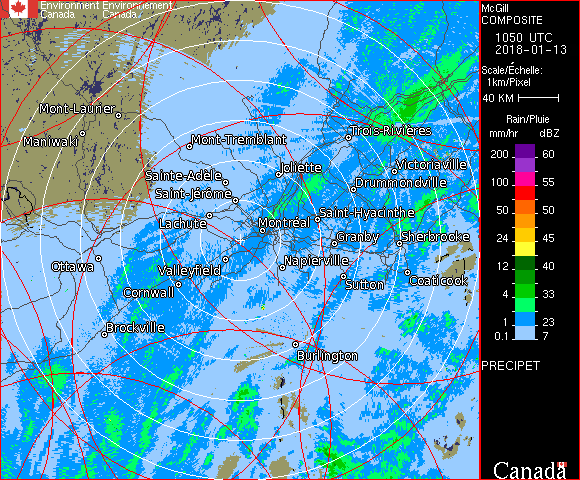 Environment Environnement
Canada Canada
McGill
COMPOSITE
1050 UTC
2018-01-13
Scale/Échelle:
1km/Pixel
40 KM
Rain/Pluie
mm/hr dBZ
200 60
100 55
50 50
24 45
12 40
4 33
2 23
0.1 7
PRECIPET
Canada
Mont-Laurier
Maniwaki
Mont-Tremblant
Trois-Rivières
Joliette
Victoriaville
Sainte-Adèle
Drummondville
Saint-Jérôme
Lachute
Montréal
Saint-Hyacinthe
Granby
Sherbrooke
Ottawa
Valleyfield
Napierville
Cornwall
Sutton
Coaticook
Brockville
Burlington